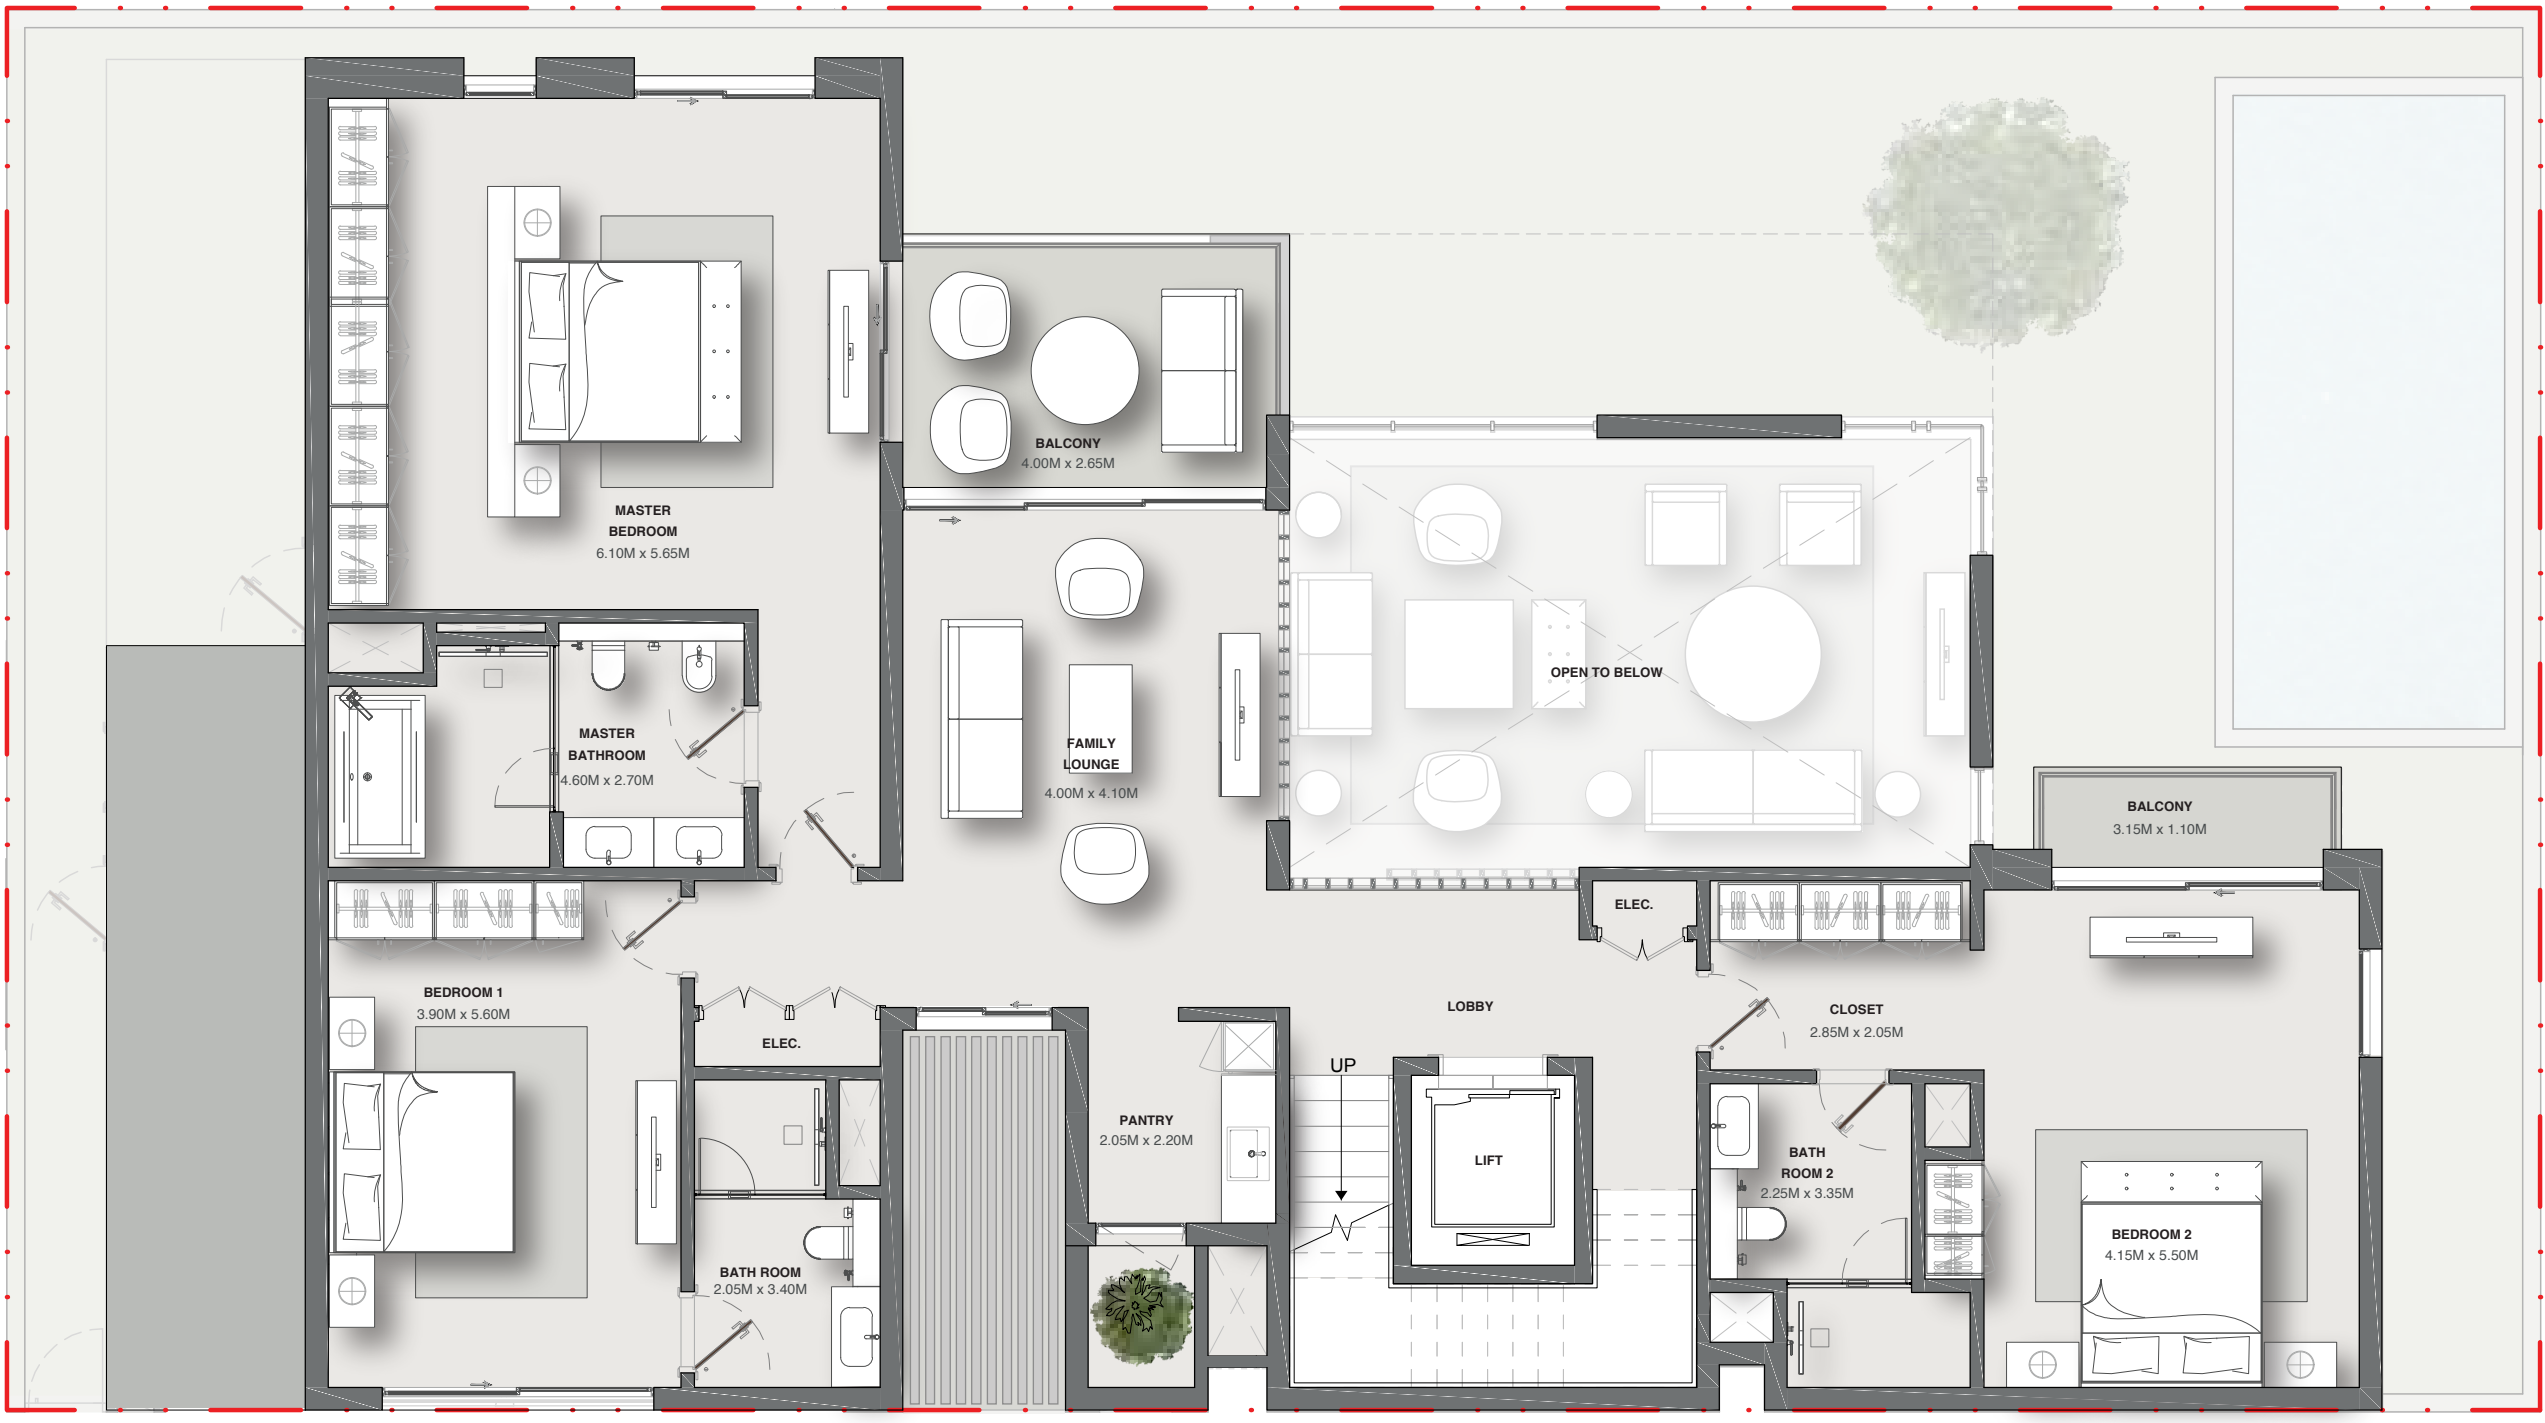 MASTER
BEDROOM
6.10M x 5.65M
BALCONY
4.00M x 2.65M
MASTER
BATHROOM
4.60M x 2.70M
FAMILY
LOUNGE
4.00M x 4.10M
OPEN TO BELOW
BALCONY
3.15M x 1.10M
BEDROOM 1
3.90M x 5.60M
ELEC.
ELEC.
LOBBY
CLOSET
2.85M x 2.05M
UP
PANTRY
2.05M x 2.20M
LIFT
BATH
ROOM 2
2.25M x 3.35M
BEDROOM 2
4.15M x 5.50M
BATH ROOM
2.05M x 3.40M